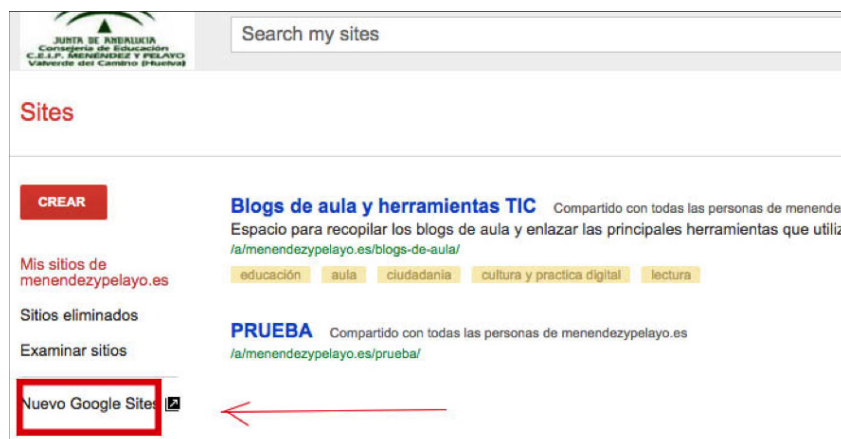 JUNTA DE ANDALUCIA
Consejería de Educación
C.E.I.P. MENÉNDEZ Y PELAYO
Valverde del Camino (Huelva)
Search my sites
Sites
CREAR
Mis sitios de
menendezypelayo.es
Sitios eliminados
Examinar sitios
Nuevo Google Sites
Blogs de aula y herramientas TIC Compartido con todas las personas de menende
Espacio para recopilar los blogs de aula y enlazar las principales herramientas que utiliz
/a/menendezypelayo.es/blogs-de-aula/
educación aula ciudadania cultura y practica digital lectura
PRUEBA Compartido con todas las personas de menendezypelayo.es
/a/menendezypelayo.es/prueba/